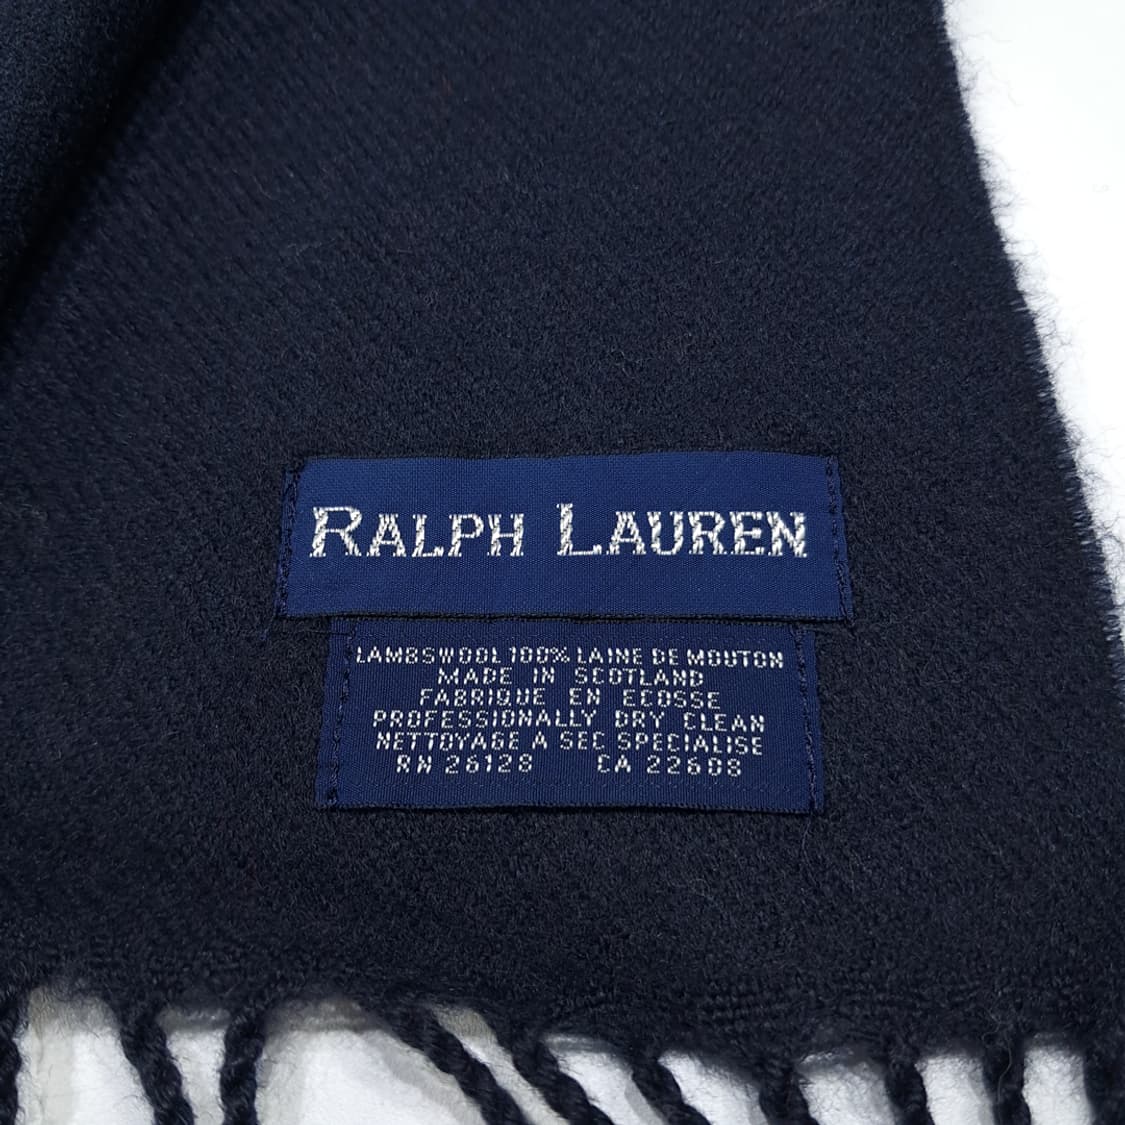 RALPH LAUREN
LAMBSWOOL 100% LAINE DE MOUTON
MADE IN SCOTLAND
FABRIQUE EN ECOSSE
PROFESSIONALLY DRY CLEAN
NETTOYAGE A SEC SPECIALISE
RN 26128 CA 22608